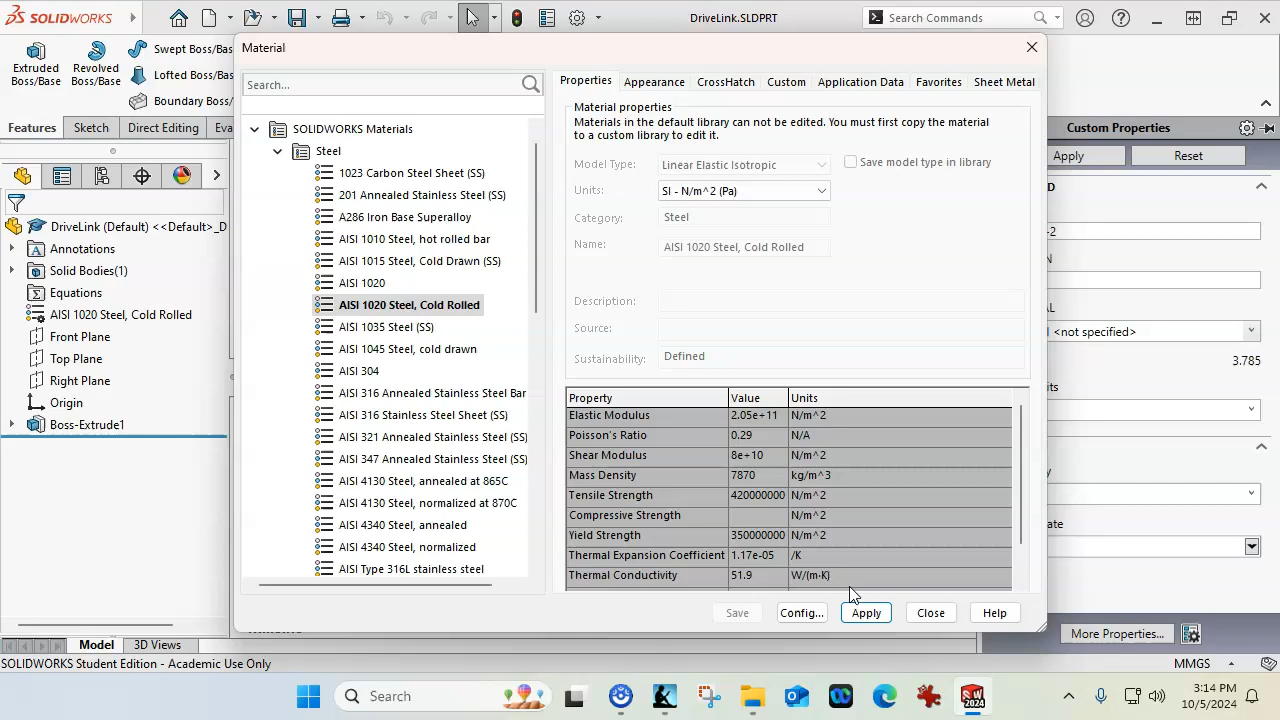 SOLIDWORKS
DriveLink.SLDPRT
Search Commands
Extruded Boss/Base
Revolved Boss/Base
Swept Boss/Base
Lofted Boss/Base
Boundary Boss/
Features
Sketch
Direct Editing
Eva
DriveLink (Default) <<Default>_D
Annotations
Solid Bodies(1)
Equations
AISI 1020 Steel, Cold Rolled
Front Plane
Top Plane
Right Plane
Origin
Boss-Extrude1
Material
Search...
SOLIDWORKS Materials
Steel
1023 Carbon Steel Sheet (SS)
201 Annealed Stainless Steel (SS)
A286 Iron Base Superalloy
AISI 1010 Steel, hot rolled bar
AISI 1015 Steel, Cold Drawn (SS)
AISI 1020
AISI 1020 Steel, Cold Rolled
AISI 1035 Steel (SS)
AISI 1045 Steel, cold drawn
AISI 304
AISI 316 Annealed Stainless Steel Bar
AISI 316 Stainless Steel Sheet (SS)
AISI 321 Annealed Stainless Steel (SS)
AISI 347 Annealed Stainless Steel (SS)
AISI 4130 Steel, annealed at 865C
AISI 4130 Steel, normalized at 870C
AISI 4340 Steel, annealed
AISI 4340 Steel, normalized
AISI Type 316L stainless steel
Properties
Appearance
CrossHatch
Custom
Application Data
Favorites
Sheet Metal
Material properties
Materials in the default library can not be edited. You must first copy the material
to a custom library to edit it.
Model Type:
Linear Elastic Isotropic
Save model type in library
Units:
SI - N/m^2 (Pa)
Category:
Steel
Name:
AISI 1020 Steel, Cold Rolled
Description:
Source:
Sustainability:
Defined
Property Value Units
Elastic Modulus 2.05e+11 N/m^2
Poisson's Ratio 0.29 N/A
Shear Modulus 8e+10 N/m^2
Mass Density 7870 kg/m^3
Tensile Strength 420000000 N/m^2
Compressive Strength N/m^2
Yield Strength 350000000 N/m^2
Thermal Expansion Coefficient 1.17e-05 /K
Thermal Conductivity 51.9 W/(m·K)
Save
Config...
Apply
Close
Help
Custom Properties
Apply
Reset
D
-2
N
AL
<not specified>
3.785
its
y
ate
More Properties...
Model
3D Views
SOLIDWORKS Student Edition - Academic Use Only
MMGS
Search
SW
2024
3:14 PM
10/5/2024